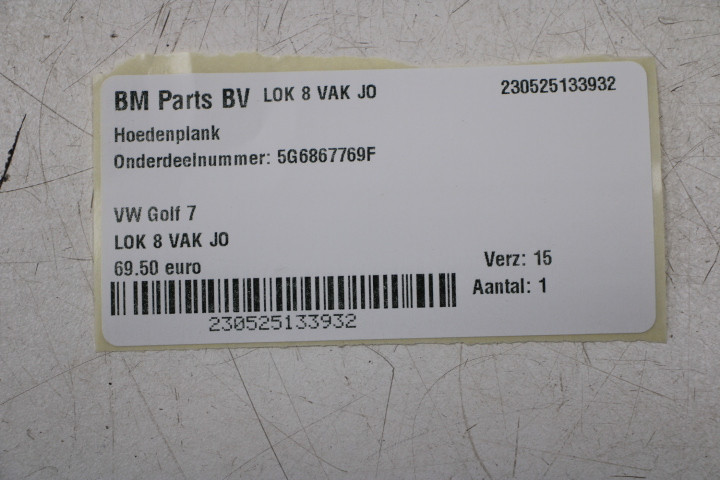 BM Parts BV LOK 8 VAK JO 230525133932
Hoedenplank
Onderdeelnummer: 5G6867769F
VW Golf 7
LOK 8 VAK JO
69.50 euro Verz: 15
Aantal: 1
230525133932